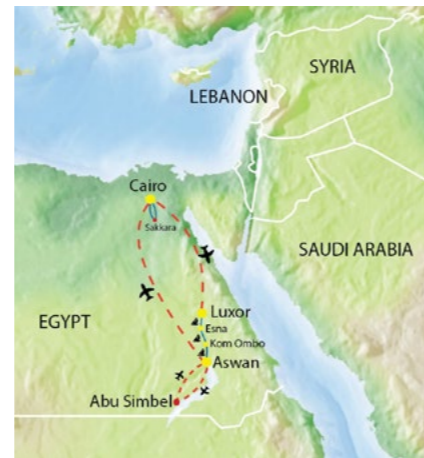 SYRIA
LEBANON
Cairo
Sakkara
SAUDI ARABIA
Luxor
EGYPT
Esna
Kom Ombo
Aswan
Abu Simbel